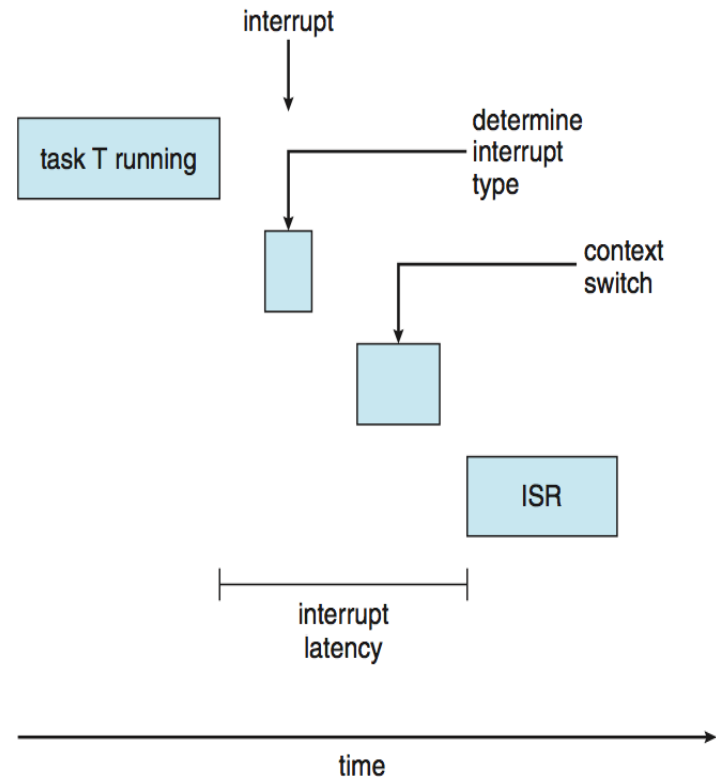 interrupt
task T running
determine
interrupt
type
context
switch
ISR
interrupt
latency
time